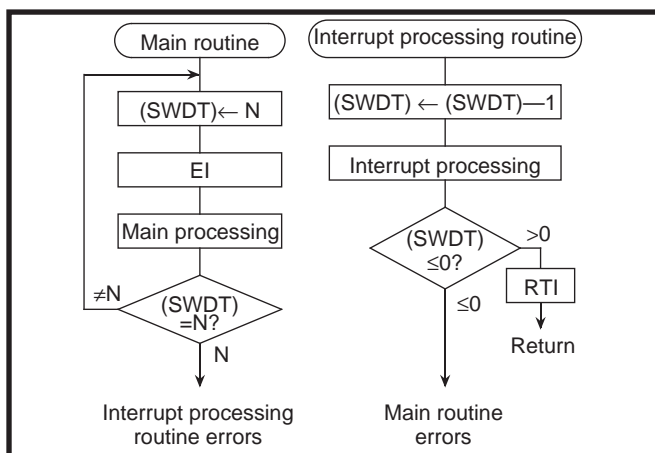 Main routine
(SWDT)← N
EI
Main processing
≠N
(SWDT)
=N?
N
Interrupt processing
routine errors
Interrupt processing routine
(SWDT) ← (SWDT)—1
Interrupt processing
(SWDT)
≤0?
>0
RTI
Return
≤0
Main routine
errors